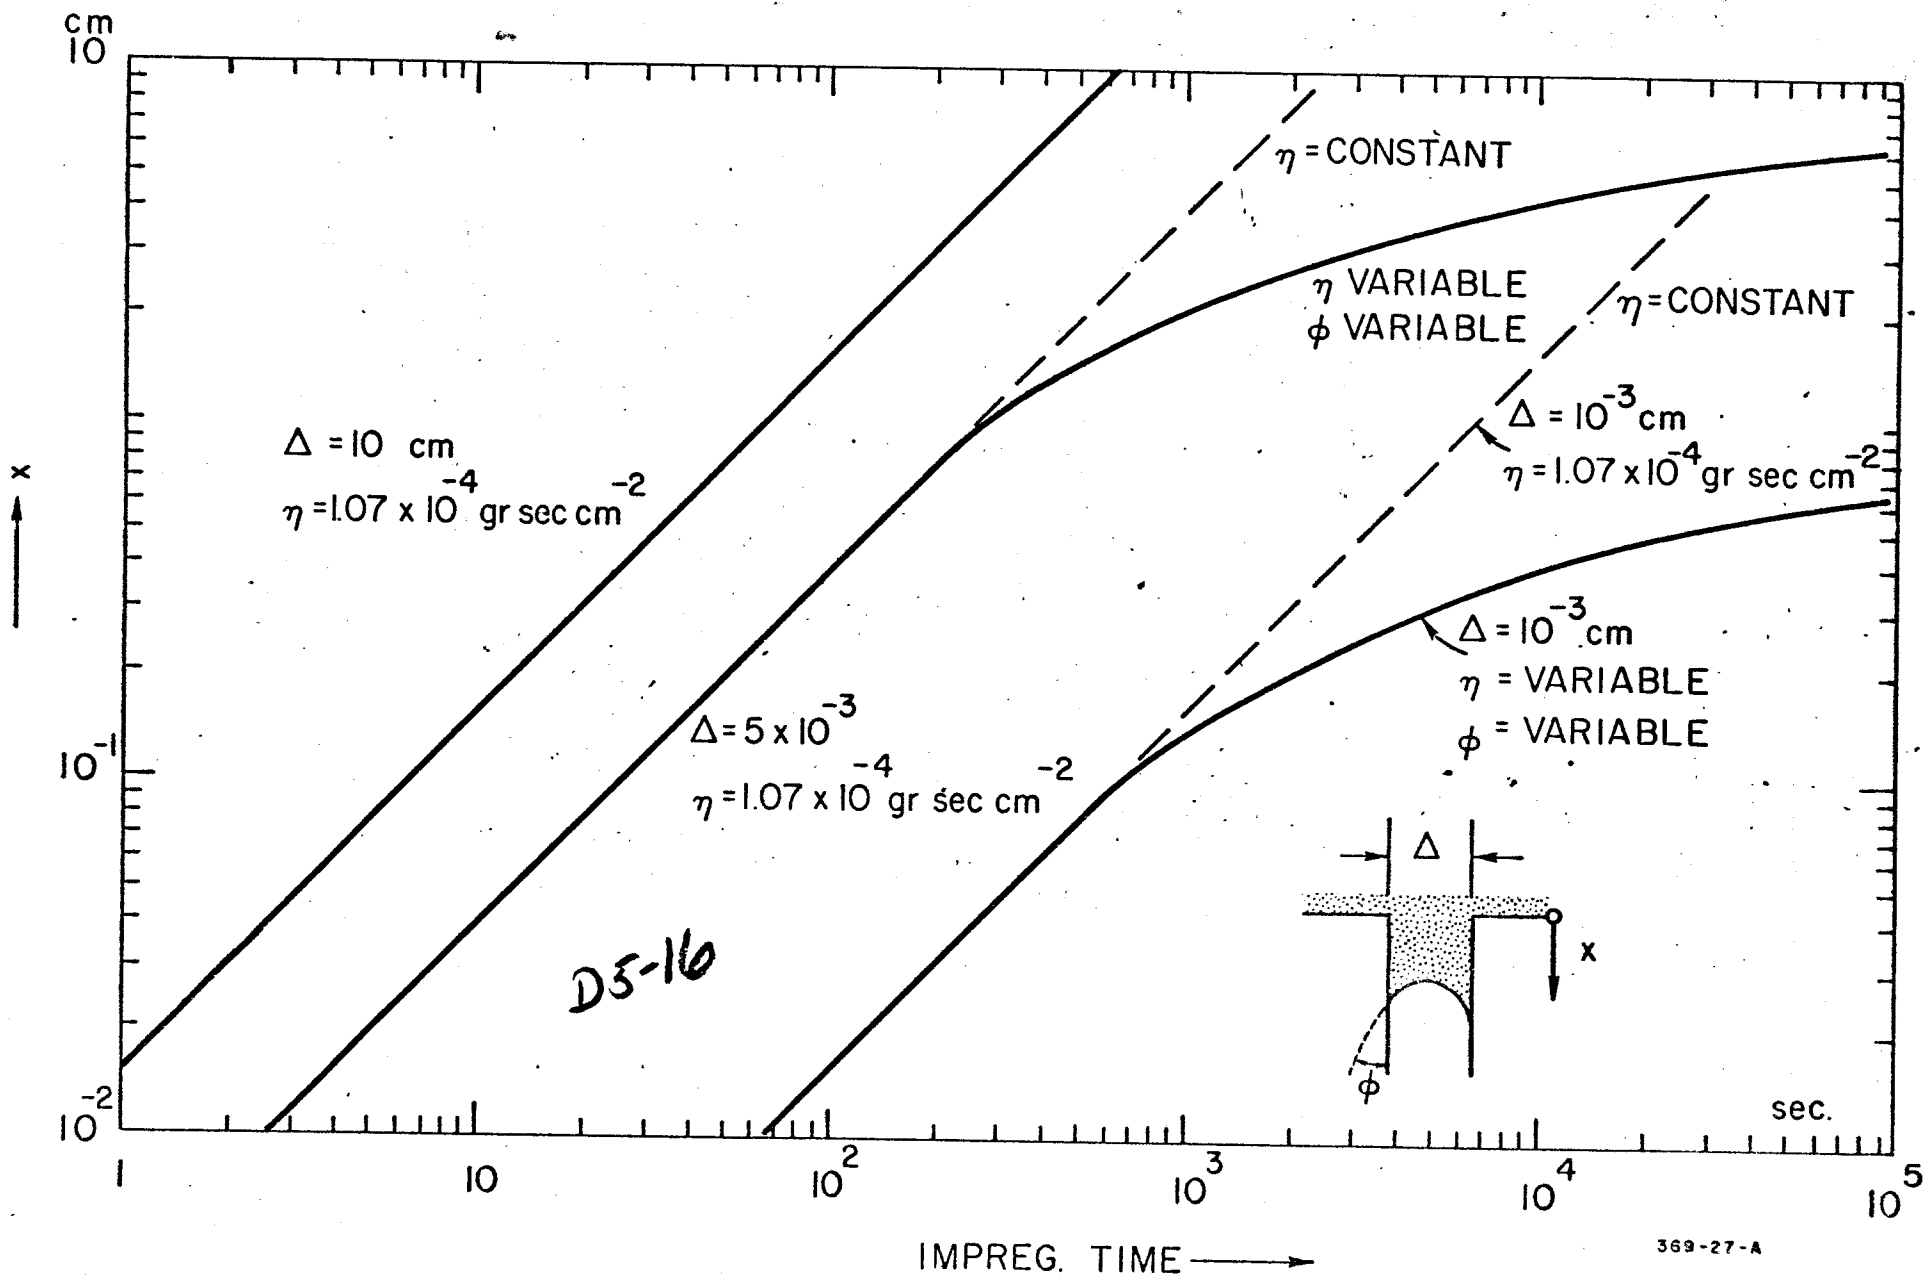 cm
10
η = CONSTANT
η VARIABLE
φ VARIABLE
η = CONSTANT
Δ = 10 cm
η = 1.07 x 10⁻⁴ gr sec cm⁻²
Δ = 10⁻³ cm
η = 1.07 x 10⁻⁴ gr sec cm⁻²
x
Δ = 10⁻³ cm
η = VARIABLE
φ = VARIABLE
Δ = 5 x 10⁻³
η = 1.07 x 10⁻⁴ gr sec cm⁻²
10⁻¹
Δ
x
φ
D5-16
10⁻²
sec.
1 10 10² 10³ 10⁴ 10⁵
IMPREG. TIME
369-27-A